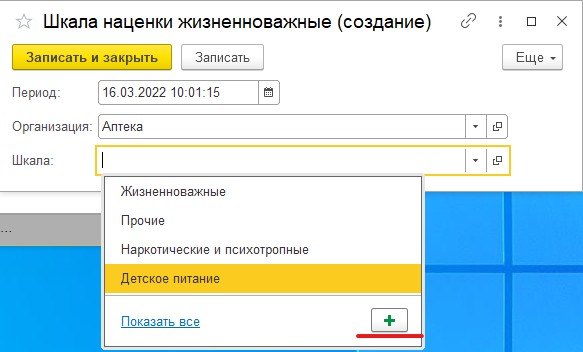 Шкала наценки жизненноважные (создание)
Записать и закрыть
Записать
Еще
Период: 16.03.2022 10:01:15
Организация: Аптека
Шкала:
Жизненноважные
Прочие
Наркотические и психотропные
Детское питание
...
Показать все